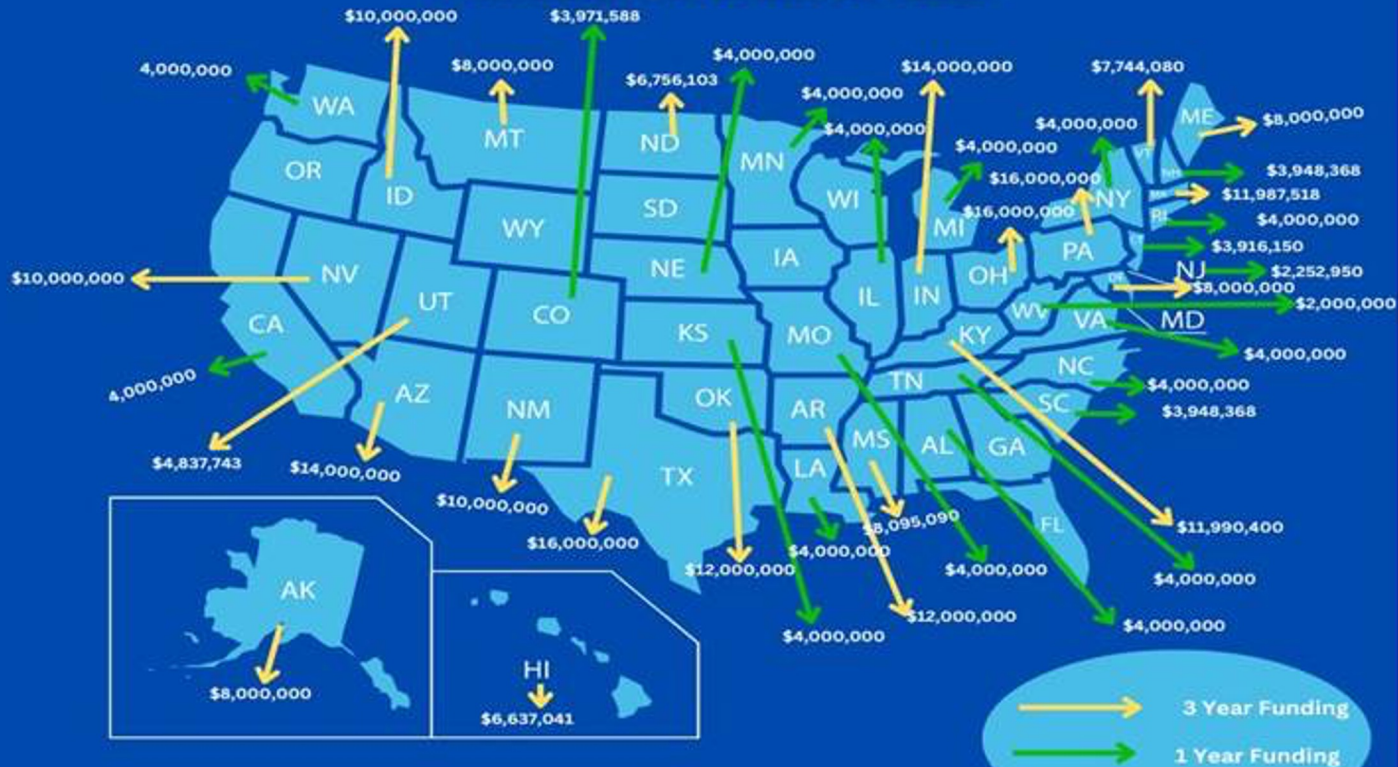 $10,000,000
$3,971,588
4,000,000
$8,000,000
$6,756,103
$4,000,000
$4,000,000
$4,000,000
$14,000,000
$7,744,080
$4,000,000
$8,000,000
WA
MT
ND
MN
ME
VT
NH
$4,000,000
$3,948,368
OR
ID
$16,000,000
MA
$11,987,518
WY
SD
WI
MI
$16,000,000
NY
RI
$4,000,000
$10,000,000
NV
UT
NE
IA
OH
PA
CT
$3,916,150
NJ
$2,252,950
DE
$8,000,000
CA
CO
IL
IN
WV
$2,000,000
KS
MO
KY
VA
MD
$4,000,000
4,000,000
AZ
NM
OK
AR
TN
NC
$4,000,000
SC
$3,948,368
$4,837,743
$14,000,000
$10,000,000
TX
LA
MS
AL
GA
FL
$16,000,000
$12,000,000
$4,000,000
$8,095,090
$11,990,400
$4,000,000
$4,000,000
AK
$12,000,000
$4,000,000
$4,000,000
HI
$8,000,000
$6,637,041
3 Year Funding
1 Year Funding